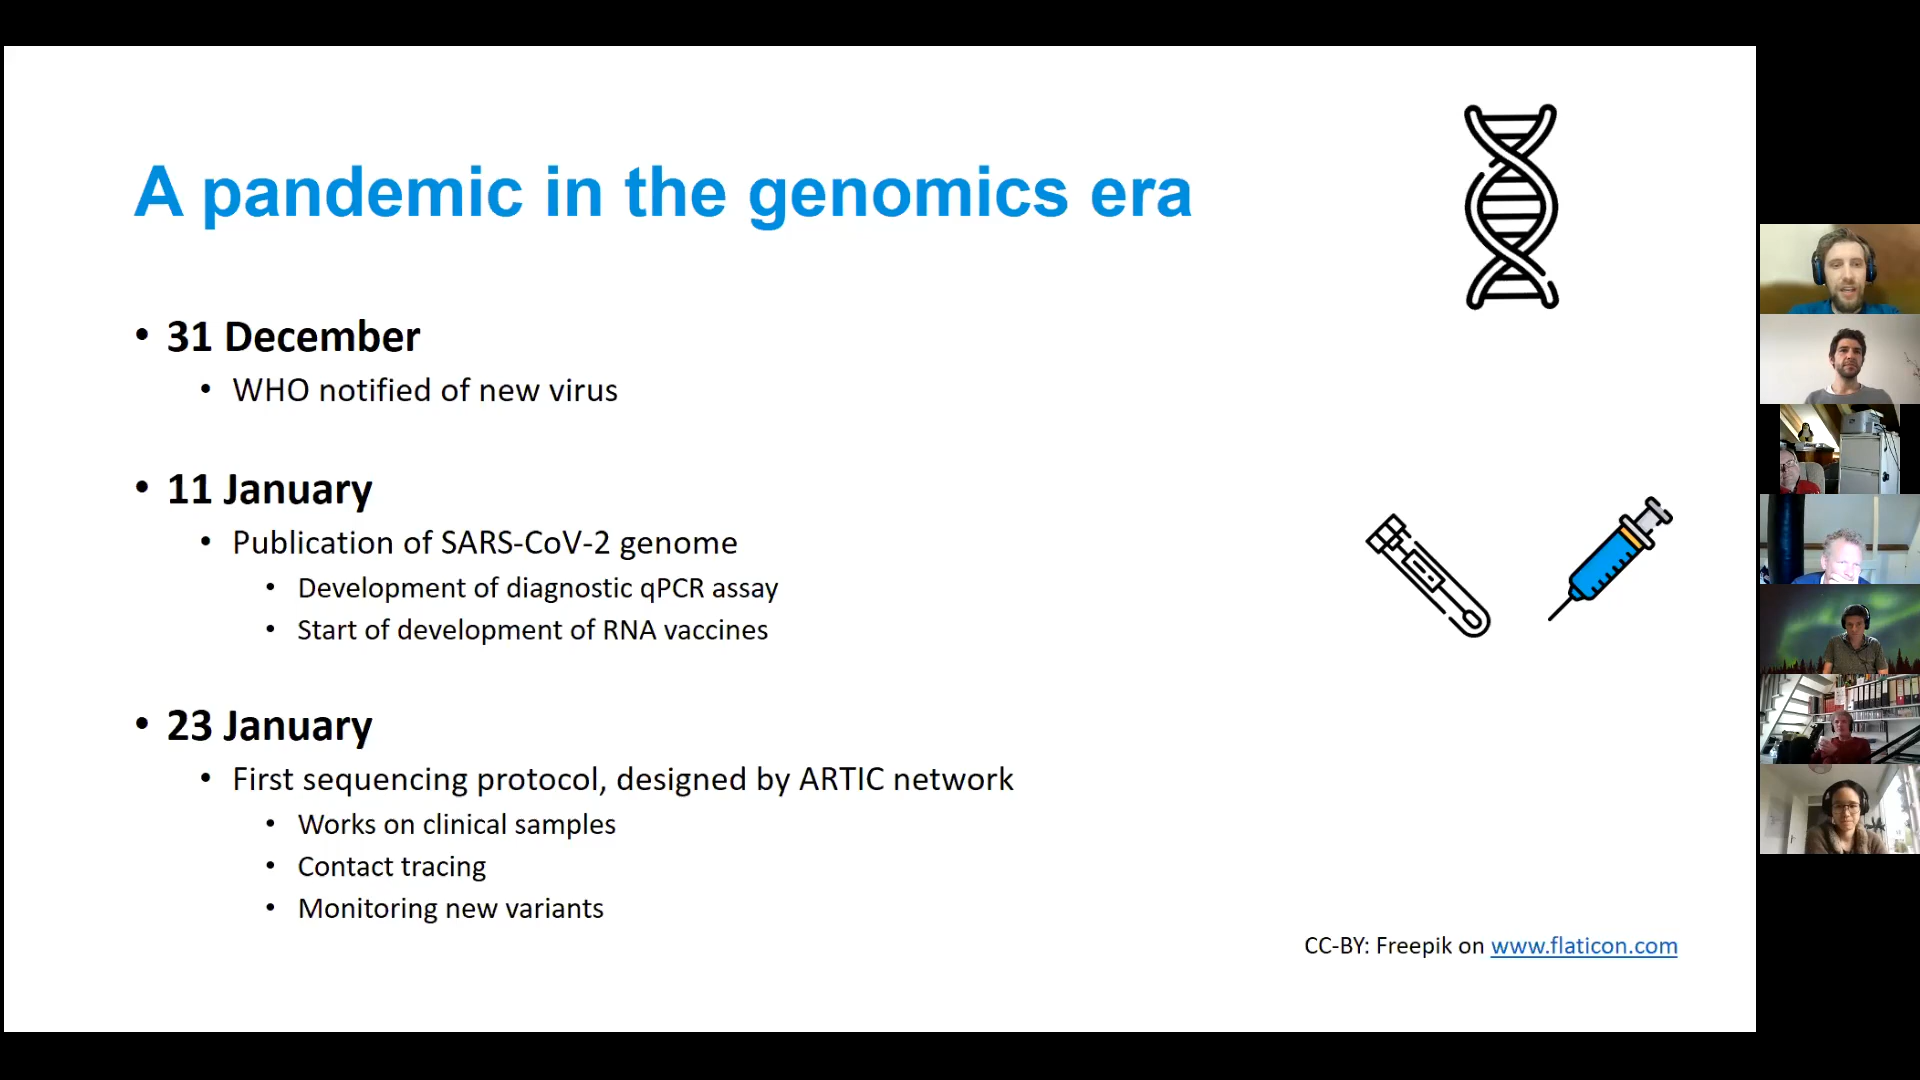 A pandemic in the genomics era
• 31 December
• WHO notified of new virus
• 11 January
• Publication of SARS-CoV-2 genome
• Development of diagnostic qPCR assay
• Start of development of RNA vaccines
• 23 January
• First sequencing protocol, designed by ARTIC network
• Works on clinical samples
• Contact tracing
• Monitoring new variants
CC-BY: Freepik on www.flaticon.com